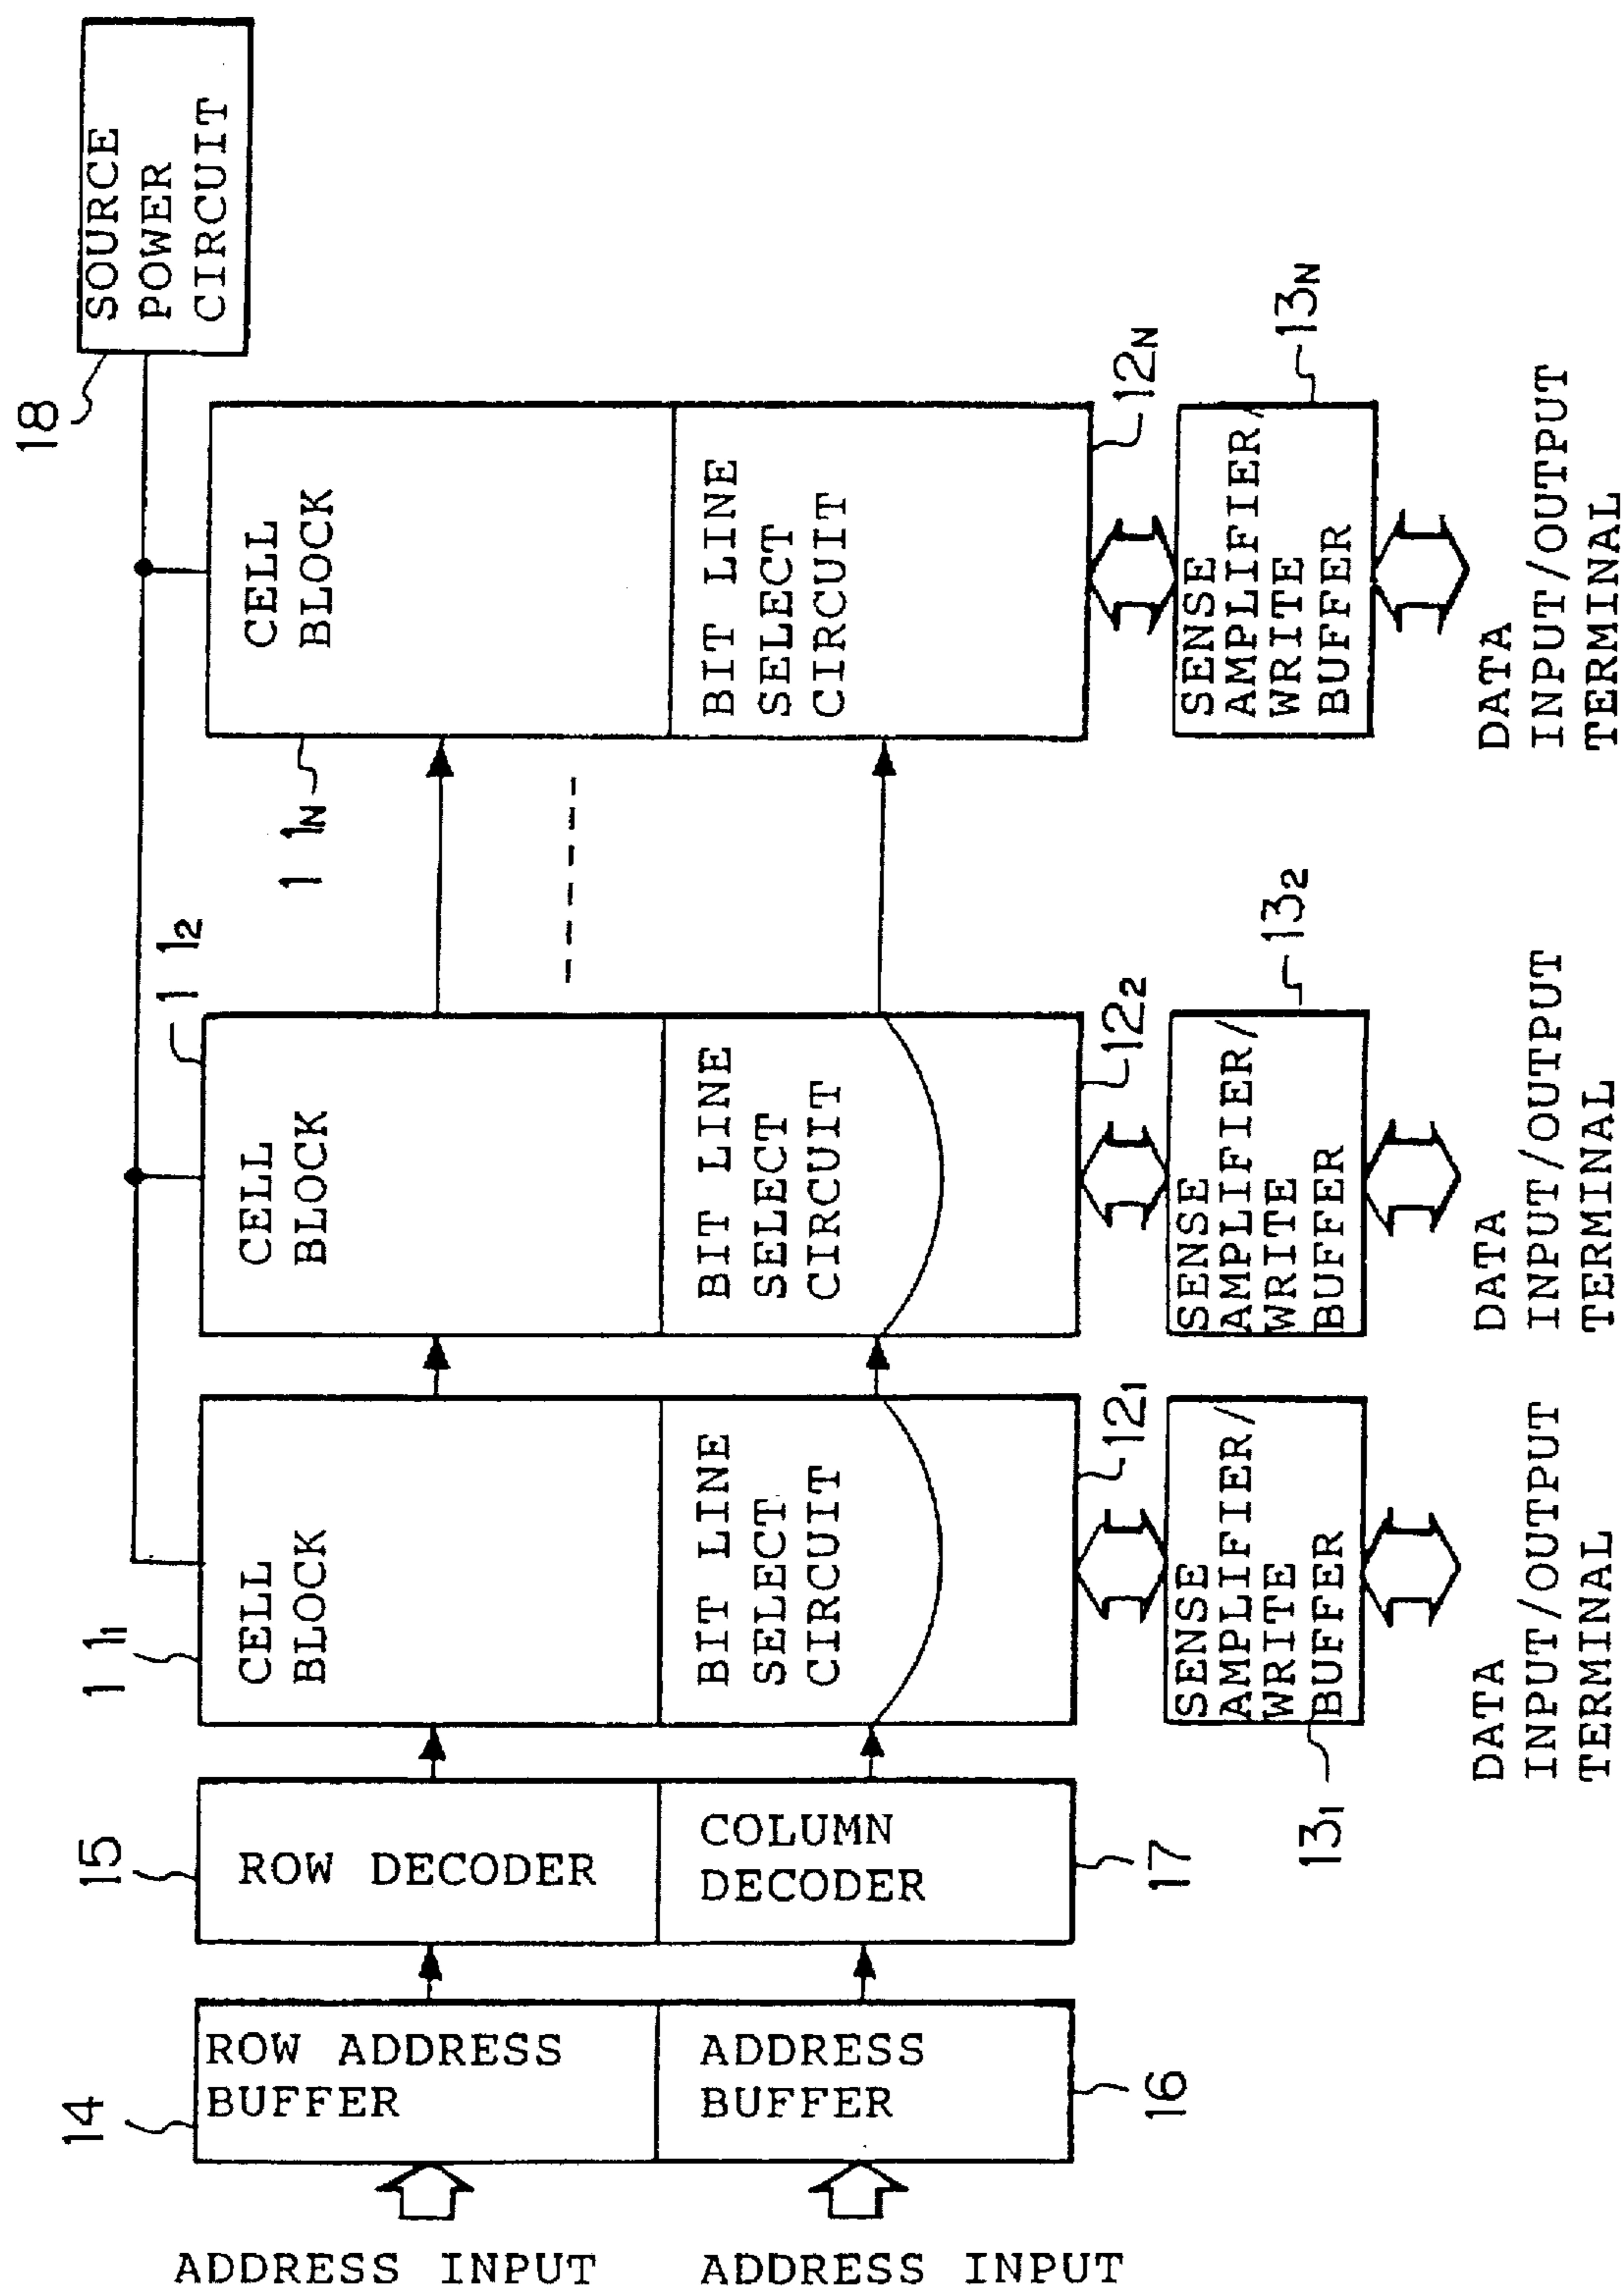 18
SOURCE
POWER
CIRCUIT
14
ROW ADDRESS
BUFFER
15
ROW DECODER
11₁
CELL
BLOCK
11₂
CELL
BLOCK
11N
CELL
BLOCK
ADDRESS
BUFFER
16
COLUMN
DECODER
17
BIT LINE
SELECT
CIRCUIT
12₁
BIT LINE
SELECT
CIRCUIT
12₂
BIT LINE
SELECT
CIRCUIT
12N
SENSE
AMPLIFIER/
WRITE
BUFFER
13₁
SENSE
AMPLIFIER/
WRITE
BUFFER
13₂
SENSE
AMPLIFIER/
WRITE
BUFFER
13N
ADDRESS INPUT
ADDRESS INPUT
DATA
INPUT/OUTPUT
TERMINAL
DATA
INPUT/OUTPUT
TERMINAL
DATA
INPUT/OUTPUT
TERMINAL